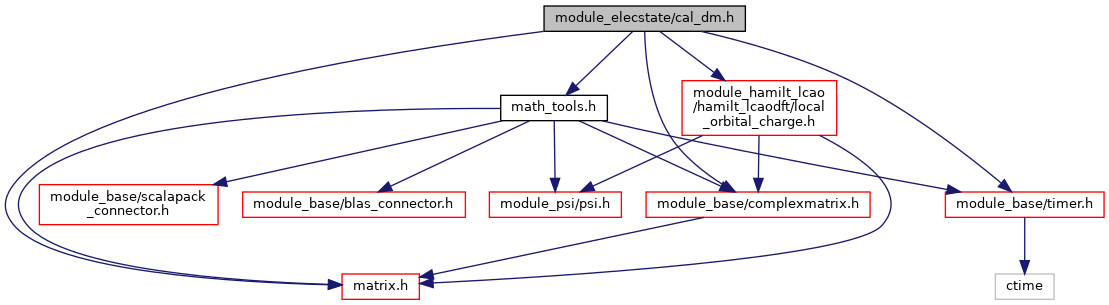 module_elecstate/cal_dm.h
module_hamilt_lcao
/hamilt_lcaodft/local
_orbital_charge.h
math_tools.h
module_base/scalapack
_connector.h
module_base/blas_connector.h
module_psi/psi.h
module_base/complexmatrix.h
module_base/timer.h
matrix.h
ctime